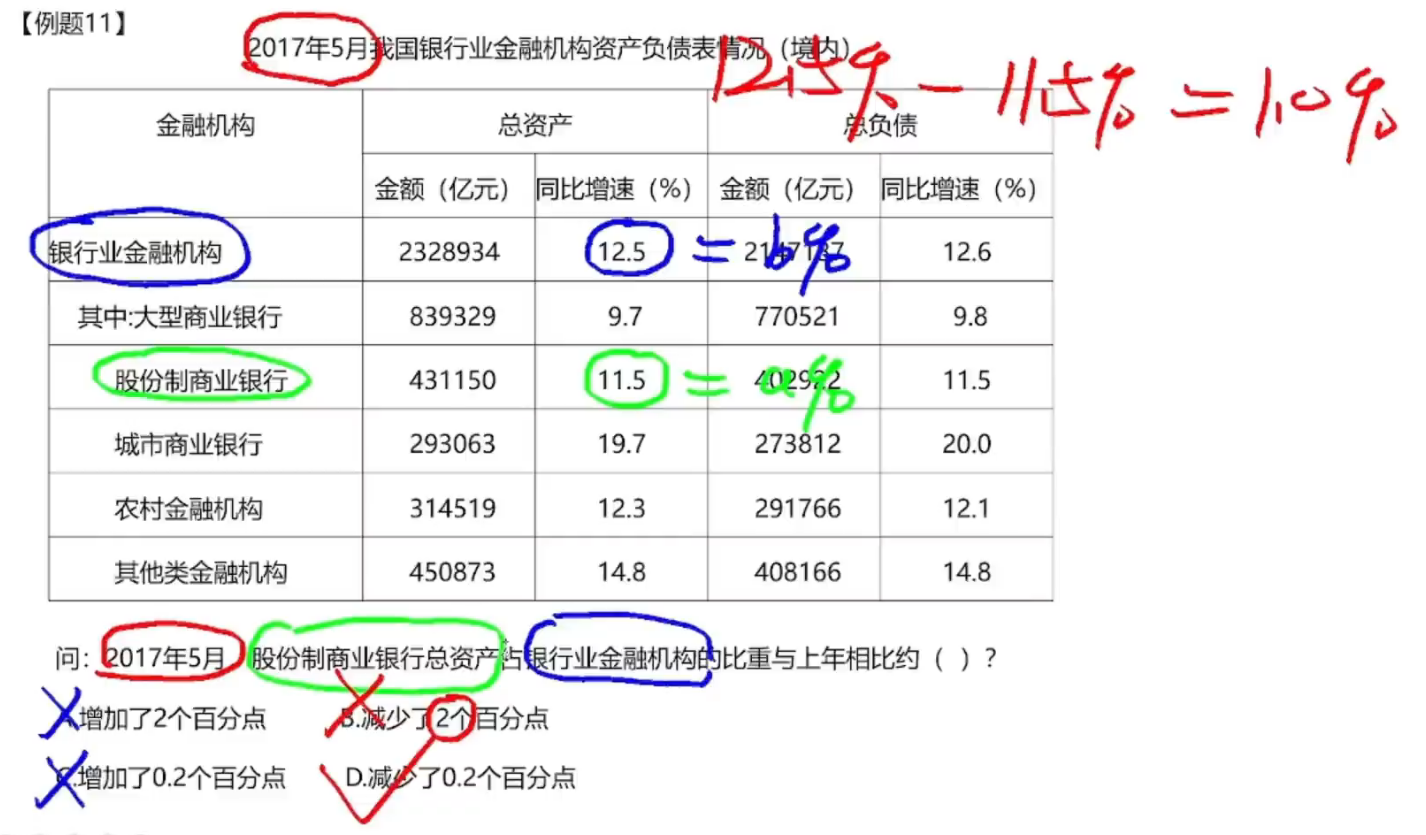 【例题11】
2017年5月我国银行业金融机构资产负债表情况（境内）
12.5% - 11.5% = 1.0%
金融机构 总资产 总负债
金额（亿元） 同比增速（%） 金额（亿元） 同比增速（%）
银行业金融机构 2328934 12.5 = b% 2147137 12.6
其中:大型商业银行 839329 9.7 770521 9.8
股份制商业银行 431150 11.5 = a% 402922 11.5
城市商业银行 293063 19.7 273812 20.0
农村金融机构 314519 12.3 291766 12.1
其他类金融机构 450873 14.8 408166 14.8
问：2017年5月，股份制商业银行总资产占银行业金融机构的比重与上年相比约（ ）？
A.增加了2个百分点 B.减少了2个百分点
C.增加了0.2个百分点 D.减少了0.2个百分点